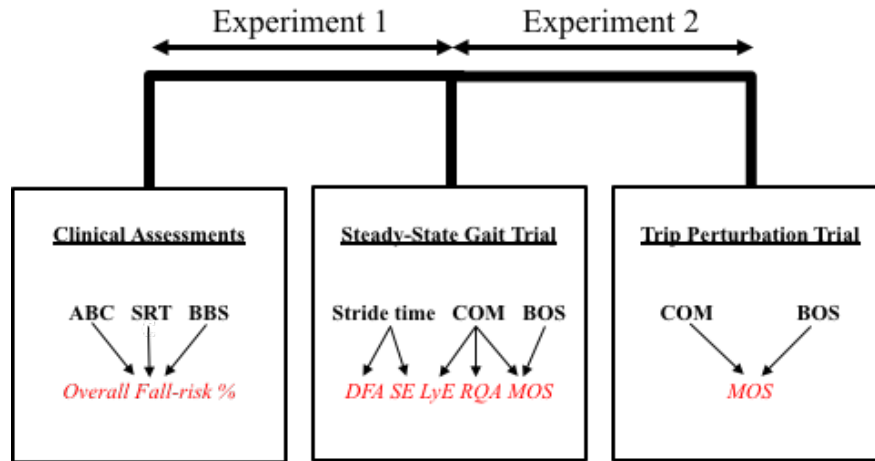 Experiment 1 Experiment 2
Clinical Assessments
ABC SRT BBS
Overall Fall-risk %
Steady-State Gait Trial
Stride time COM BOS
DFA SE LyE RQA MOS
Trip Perturbation Trial
COM BOS
MOS